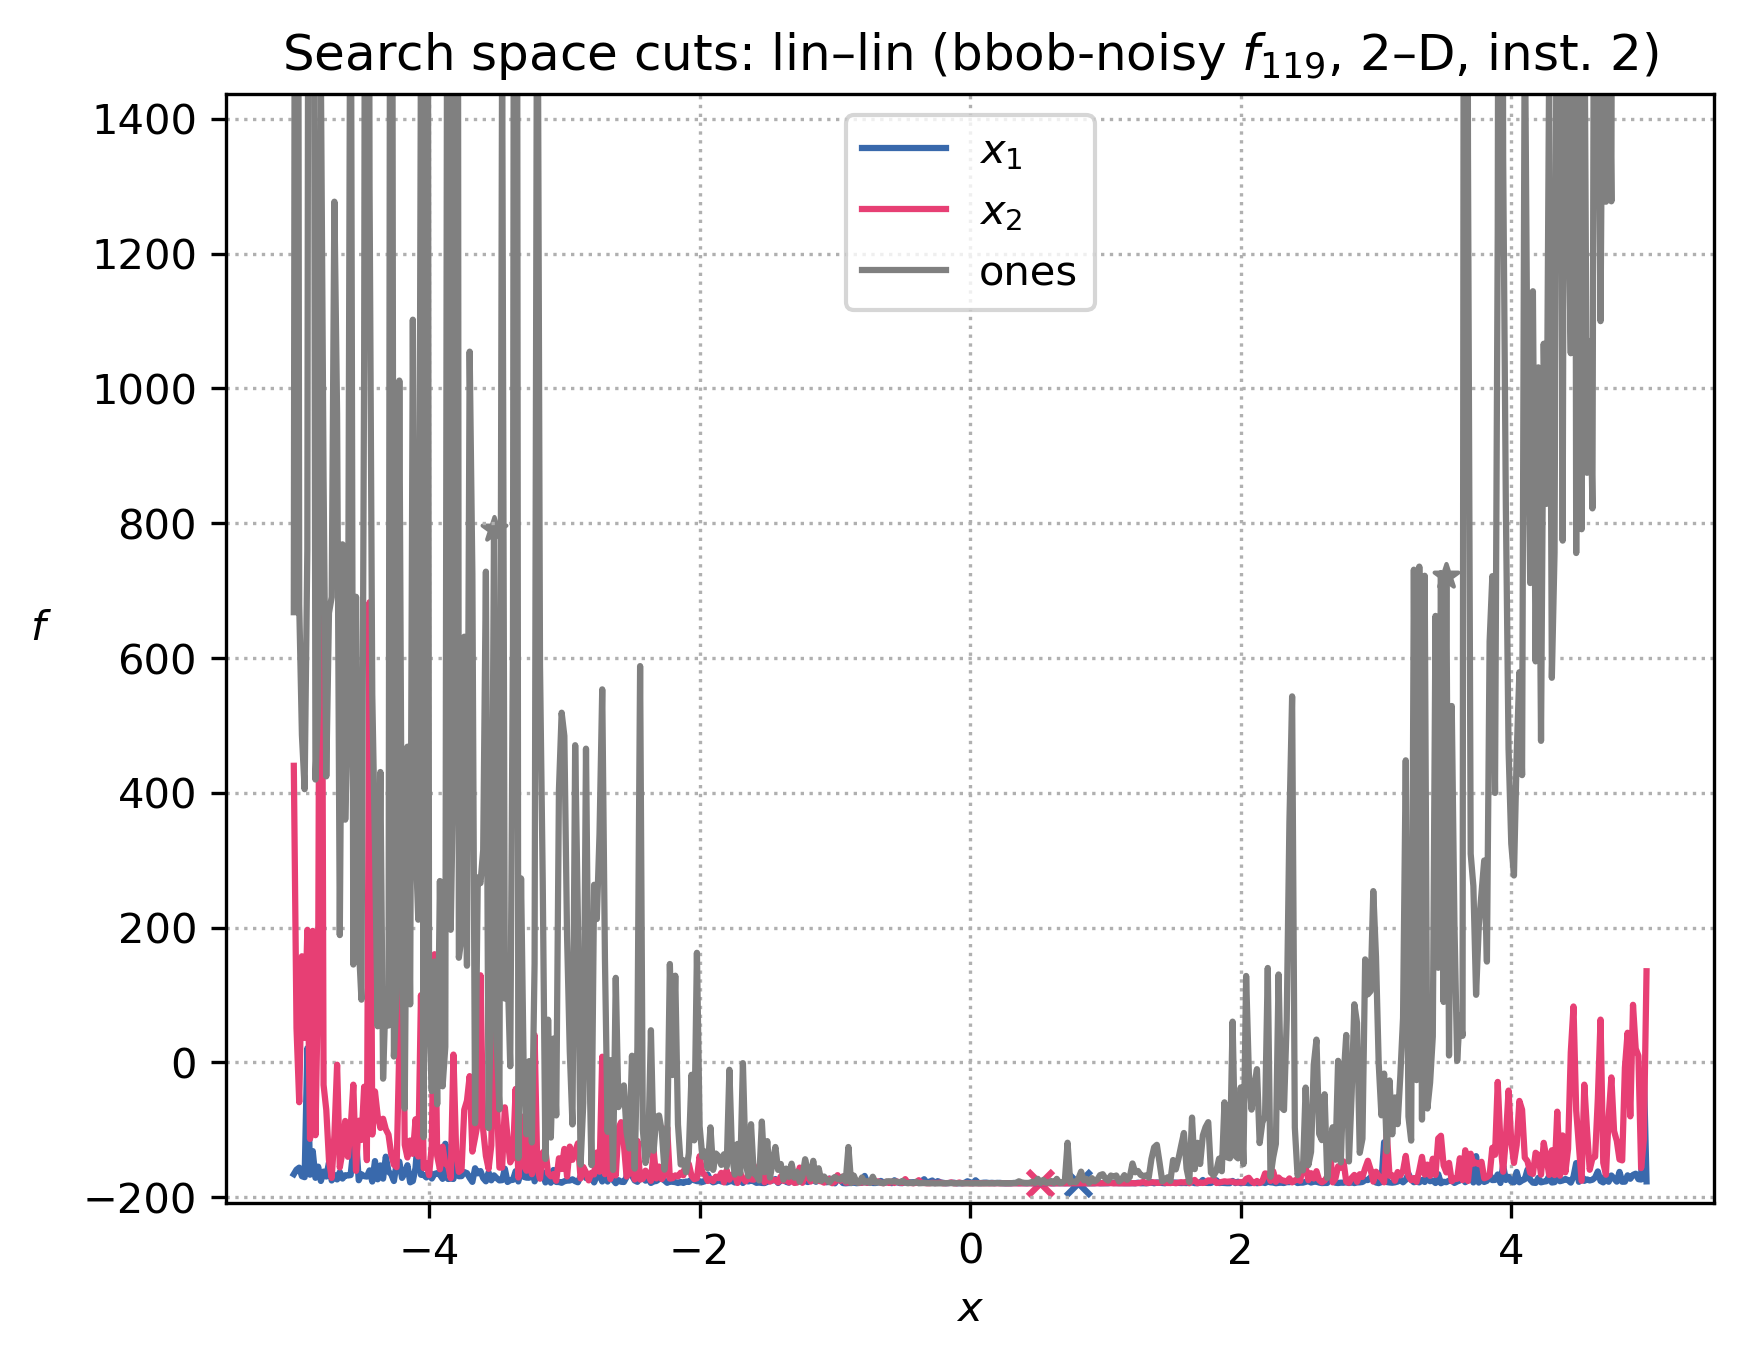 Search space cuts: lin–lin (bbob-noisy f₁₁₉, 2–D, inst. 2)
1400
1200
1000
800
600
400
200
0
−200
f
x₁
x₂
ones
−4
−2
0
2
4
x